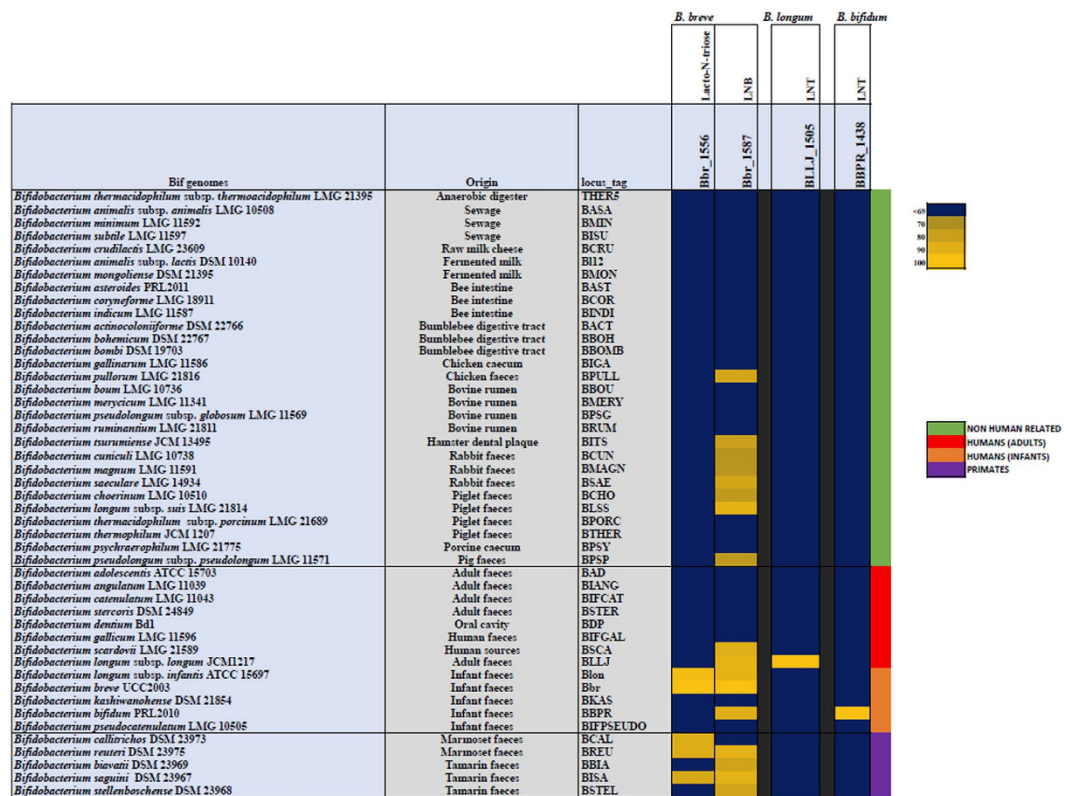 B. breve B. longum B. bifidum
Lacto-N-triose LNB LNT LNT
Bif genomes Origin locus_tag Bbr_1556 Bbr_1587 BLLJ_1505 BBPR_1438
Bifidobacterium thermacidophilum subsp. thermoacidophilum LMG 21395 Anaerobic digester THER5
Bifidobacterium animalis subsp. animalis LMG 10508 Sewage BASA
Bifidobacterium minimum LMG 11592 Sewage BMIN
Bifidobacterium subtile LMG 11597 Sewage BISU
Bifidobacterium crudilactis LMG 23609 Raw milk cheese BCRU
Bifidobacterium animalis subsp. lactis DSM 10140 Fermented milk Bl12
Bifidobacterium mongoliense DSM 21395 Fermented milk BMON
Bifidobacterium asteroides PRL2011 Bee intestine BAST
Bifidobacterium coryneforme LMG 18911 Bee intestine BCOR
Bifidobacterium indicum LMG 11587 Bee intestine BINDI
Bifidobacterium actinocoloniiforme DSM 22766 Bumblebee digestive tract BACT
Bifidobacterium bohemicum DSM 22767 Bumblebee digestive tract BBOH
Bifidobacterium bombi DSM 19703 Bumblebee digestive tract BBOMB
Bifidobacterium gallinarum LMG 11586 Chicken caecum BIGA
Bifidobacterium pullorum LMG 21816 Chicken faeces BPULL
Bifidobacterium boum LMG 10736 Bovine rumen BBOU
Bifidobacterium merycicum LMG 11341 Bovine rumen BMERY
Bifidobacterium pseudolongum subsp. globosum LMG 11569 Bovine rumen BPSG
Bifidobacterium ruminantium LMG 21811 Bovine rumen BRUM
Bifidobacterium tsurumiense JCM 13495 Hamster dental plaque BITS
Bifidobacterium cuniculi LMG 10738 Rabbit faeces BCUN
Bifidobacterium magnum LMG 11591 Rabbit faeces BMAGN
Bifidobacterium saeculare LMG 14934 Rabbit faeces BSAE
Bifidobacterium choerinum LMG 10510 Piglet faeces BCHO
Bifidobacterium longum subsp. suis LMG 21814 Piglet faeces BLSS
Bifidobacterium thermacidophilum subsp. porcinum LMG 21689 Piglet faeces BPORC
Bifidobacterium thermophilum JCM 1207 Piglet faeces BTHER
Bifidobacterium psychraerophilum LMG 21775 Porcine caecum BPSY
Bifidobacterium pseudolongum subsp. pseudolongum LMG 11571 Pig faeces BPSP
Bifidobacterium adolescentis ATCC 15703 Adult faeces BAD
Bifidobacterium angulatum LMG 11039 Adult faeces BIANG
Bifidobacterium catenulatum LMG 11043 Adult faeces BIFCAT
Bifidobacterium stercoris DSM 24849 Adult faeces BSTER
Bifidobacterium dentium Bd1 Oral cavity BDP
Bifidobacterium gallicum LMG 11596 Human faeces BIFGAL
Bifidobacterium scardovii LMG 21589 Human sources BSCA
Bifidobacterium longum subsp. longum JCM1217 Adult faeces BLLJ
Bifidobacterium longum subsp. infantis ATCC 15697 Infant faeces Blon
Bifidobacterium breve UCC2003 Infant faeces Bbr
Bifidobacterium kashiwanohense DSM 21854 Infant faeces BKAS
Bifidobacterium bifidum PRL2010 Infant faeces BBPR
Bifidobacterium pseudocatenulatum LMG 10505 Infant faeces BIFPSEUDO
Bifidobacterium callitrichos DSM 23973 Marmoset faeces BCAL
Bifidobacterium reuteri DSM 23975 Marmoset faeces BREU
Bifidobacterium biavatii DSM 23969 Tamarin faeces BBIA
Bifidobacterium saguini DSM 23967 Tamarin faeces BISA
Bifidobacterium stellenboschense DSM 23968 Tamarin faeces BSTEL
<69
70
80
90
100
NON HUMAN RELATED
HUMANS (ADULTS)
HUMANS (INFANTS)
PRIMATES